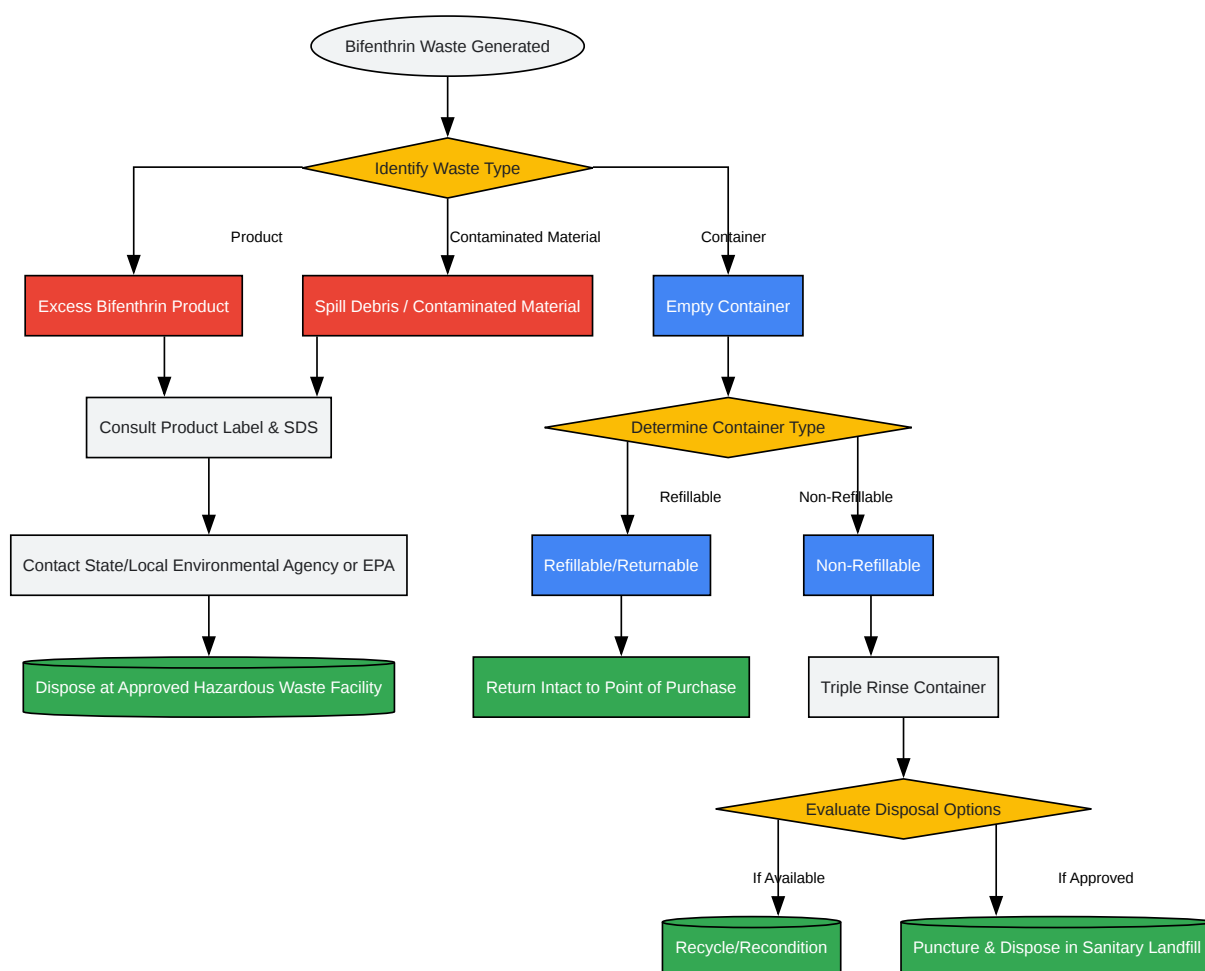 Bifenthrin Waste Generated
Identify Waste Type
Product
Contaminated Material
Container
Excess Bifenthrin Product
Spill Debris / Contaminated Material
Empty Container
Consult Product Label & SDS
Determine Container Type
Refillable
Non-Refillable
Contact State/Local Environmental Agency or EPA
Refillable/Returnable
Non-Refillable
Dispose at Approved Hazardous Waste Facility
Return Intact to Point of Purchase
Triple Rinse Container
Evaluate Disposal Options
If Available
If Approved
Recycle/Recondition
Puncture & Dispose in Sanitary Landfill